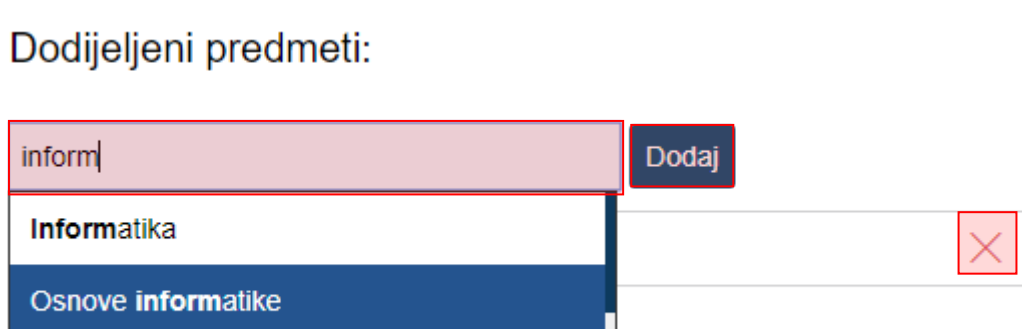 Dodijeljeni predmeti:
inform
Dodaj
Informatika
Osnove informatike